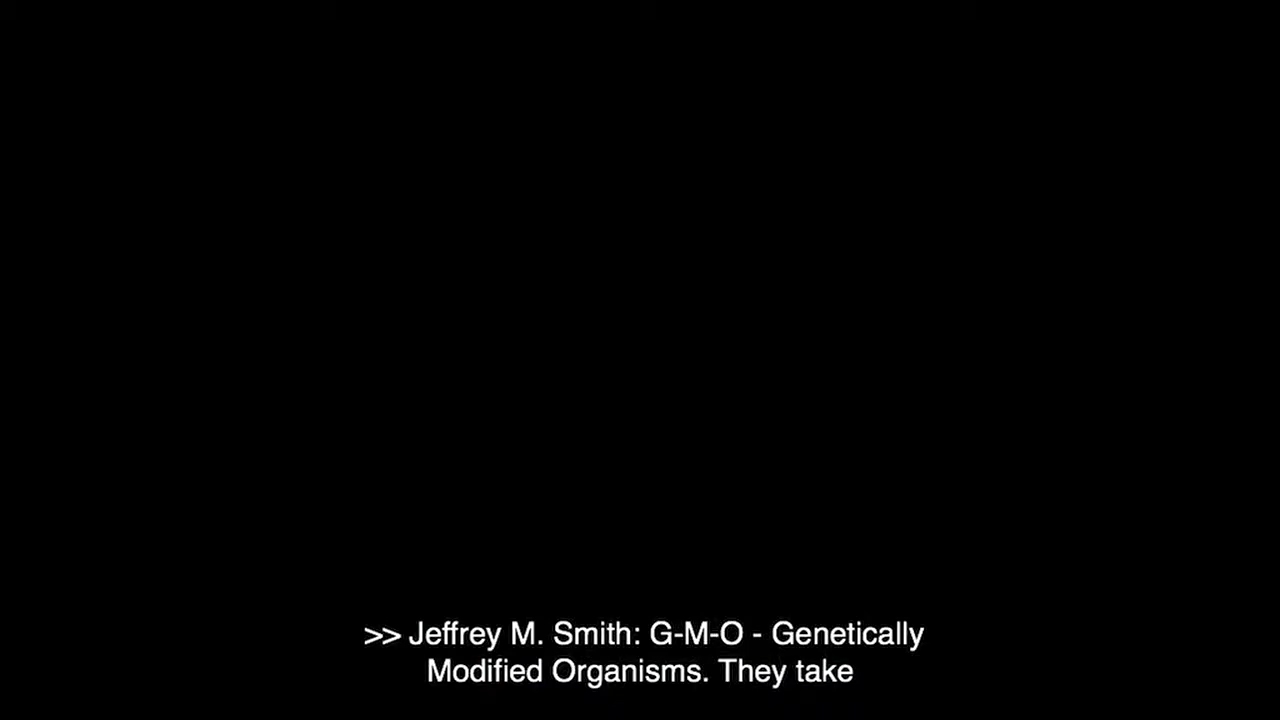 >> Jeffrey M. Smith: G-M-O - Genetically
Modified Organisms. They take